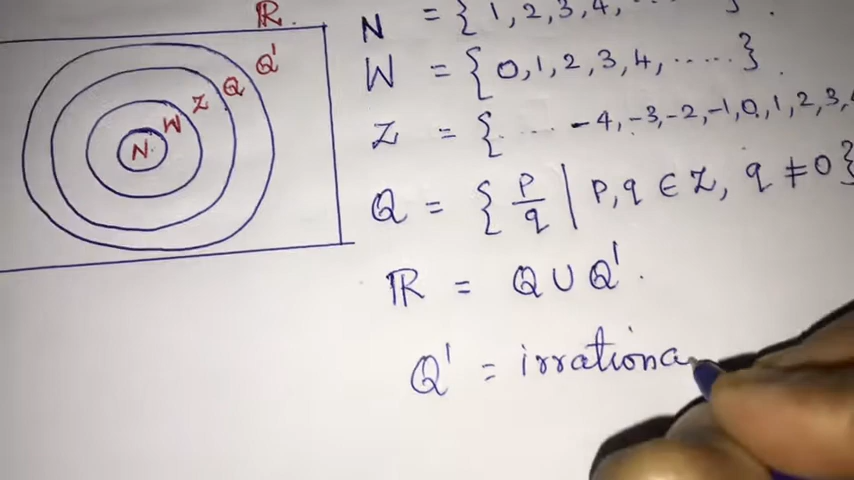 R.
Q'
Q
Z
W
N.
N = { 1, 2, 3, 4, ..... } .
W = { 0, 1, 2, 3, 4, ..... } .
Z = { ..... -4, -3, -2, -1, 0, 1, 2, 3,
Q = { p/q | p, q ∈ Z, q ≠ 0 }
R = Q ∪ Q' .
Q' = irrationa